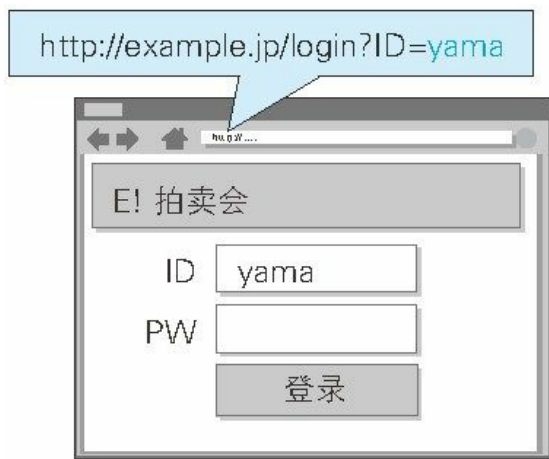 http://example.jp/login?ID=yama
E! 拍卖会
ID yama
PW
登录